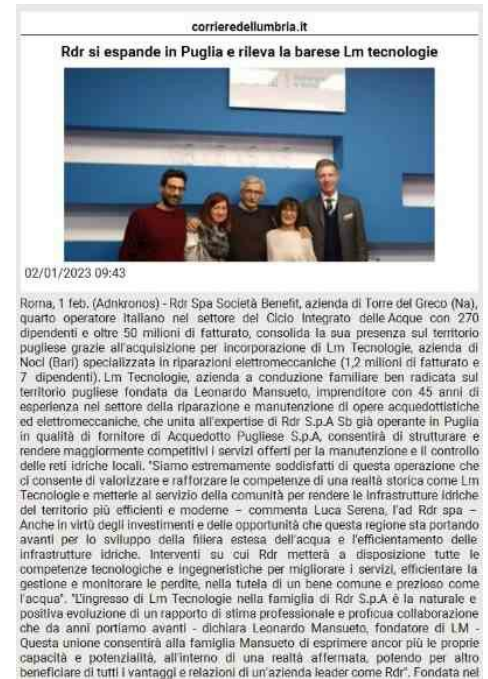 corrieredellumbria.it
Rdr si espande in Puglia e rileva la barese Lm tecnologie
02/01/2023 09:43
Roma, 1 feb. (Adnkronos) - Rdr Spa Società Benefit, azienda di Torre del Greco (Na),
quarto operatore italiano nel settore del Ciclo Integrato delle Acque con 270
dipendenti e oltre 50 milioni di fatturato, consolida la sua presenza sul territorio
pugliese grazie all'acquisizione per incorporazione di Lm Tecnologie, azienda di
Noci (Bari) specializzata in riparazioni elettromeccaniche (1,2 milioni di fatturato e
7 dipendenti). Lm Tecnologie, azienda a conduzione familiare ben radicata sul
territorio pugliese fondata da Leonardo Mansueto, imprenditore con 45 anni di
esperienza nel settore della riparazione e manutenzione di opere acquedottistiche
ed elettromeccaniche, che unita all'expertise di Rdr S.p.A Sb già operante in Puglia
in qualità di fornitore di Acquedotto Pugliese S.p.A, consentirà di strutturare e
rendere maggiormente competitivi i servizi offerti per la manutenzione e il controllo
delle reti idriche locali. "Siamo estremamente soddisfatti di questa operazione che
ci consente di valorizzare e rafforzare le competenze di una realtà storica come Lm
Tecnologie e metterle al servizio della comunità per rendere le infrastrutture idriche
del territorio più efficienti e moderne – commenta Luca Serena, l'ad Rdr spa –
Anche in virtù degli investimenti e delle opportunità che questa regione sta portando
avanti per lo sviluppo della filiera estesa dell'acqua e l'efficientamento delle
infrastrutture idriche. Interventi su cui Rdr metterà a disposizione tutte le
competenze tecnologiche e ingegneristiche per migliorare i servizi, efficientare la
gestione e monitorare le perdite, nella tutela di un bene comune e prezioso come
l'acqua". "L'ingresso di Lm Tecnologie nella famiglia di Rdr S.p.A è la naturale e
positiva evoluzione di un rapporto di stima professionale e proficua collaborazione
che da anni portiamo avanti - dichiara Leonardo Mansueto, fondatore di LM -
Questa unione consentirà alla famiglia Mansueto di esprimere ancor più le proprie
capacità e potenzialità, all'interno di una realtà affermata, potendo per altro
beneficiare di tutti i vantaggi e relazioni di un'azienda leader come Rdr". Fondata nel